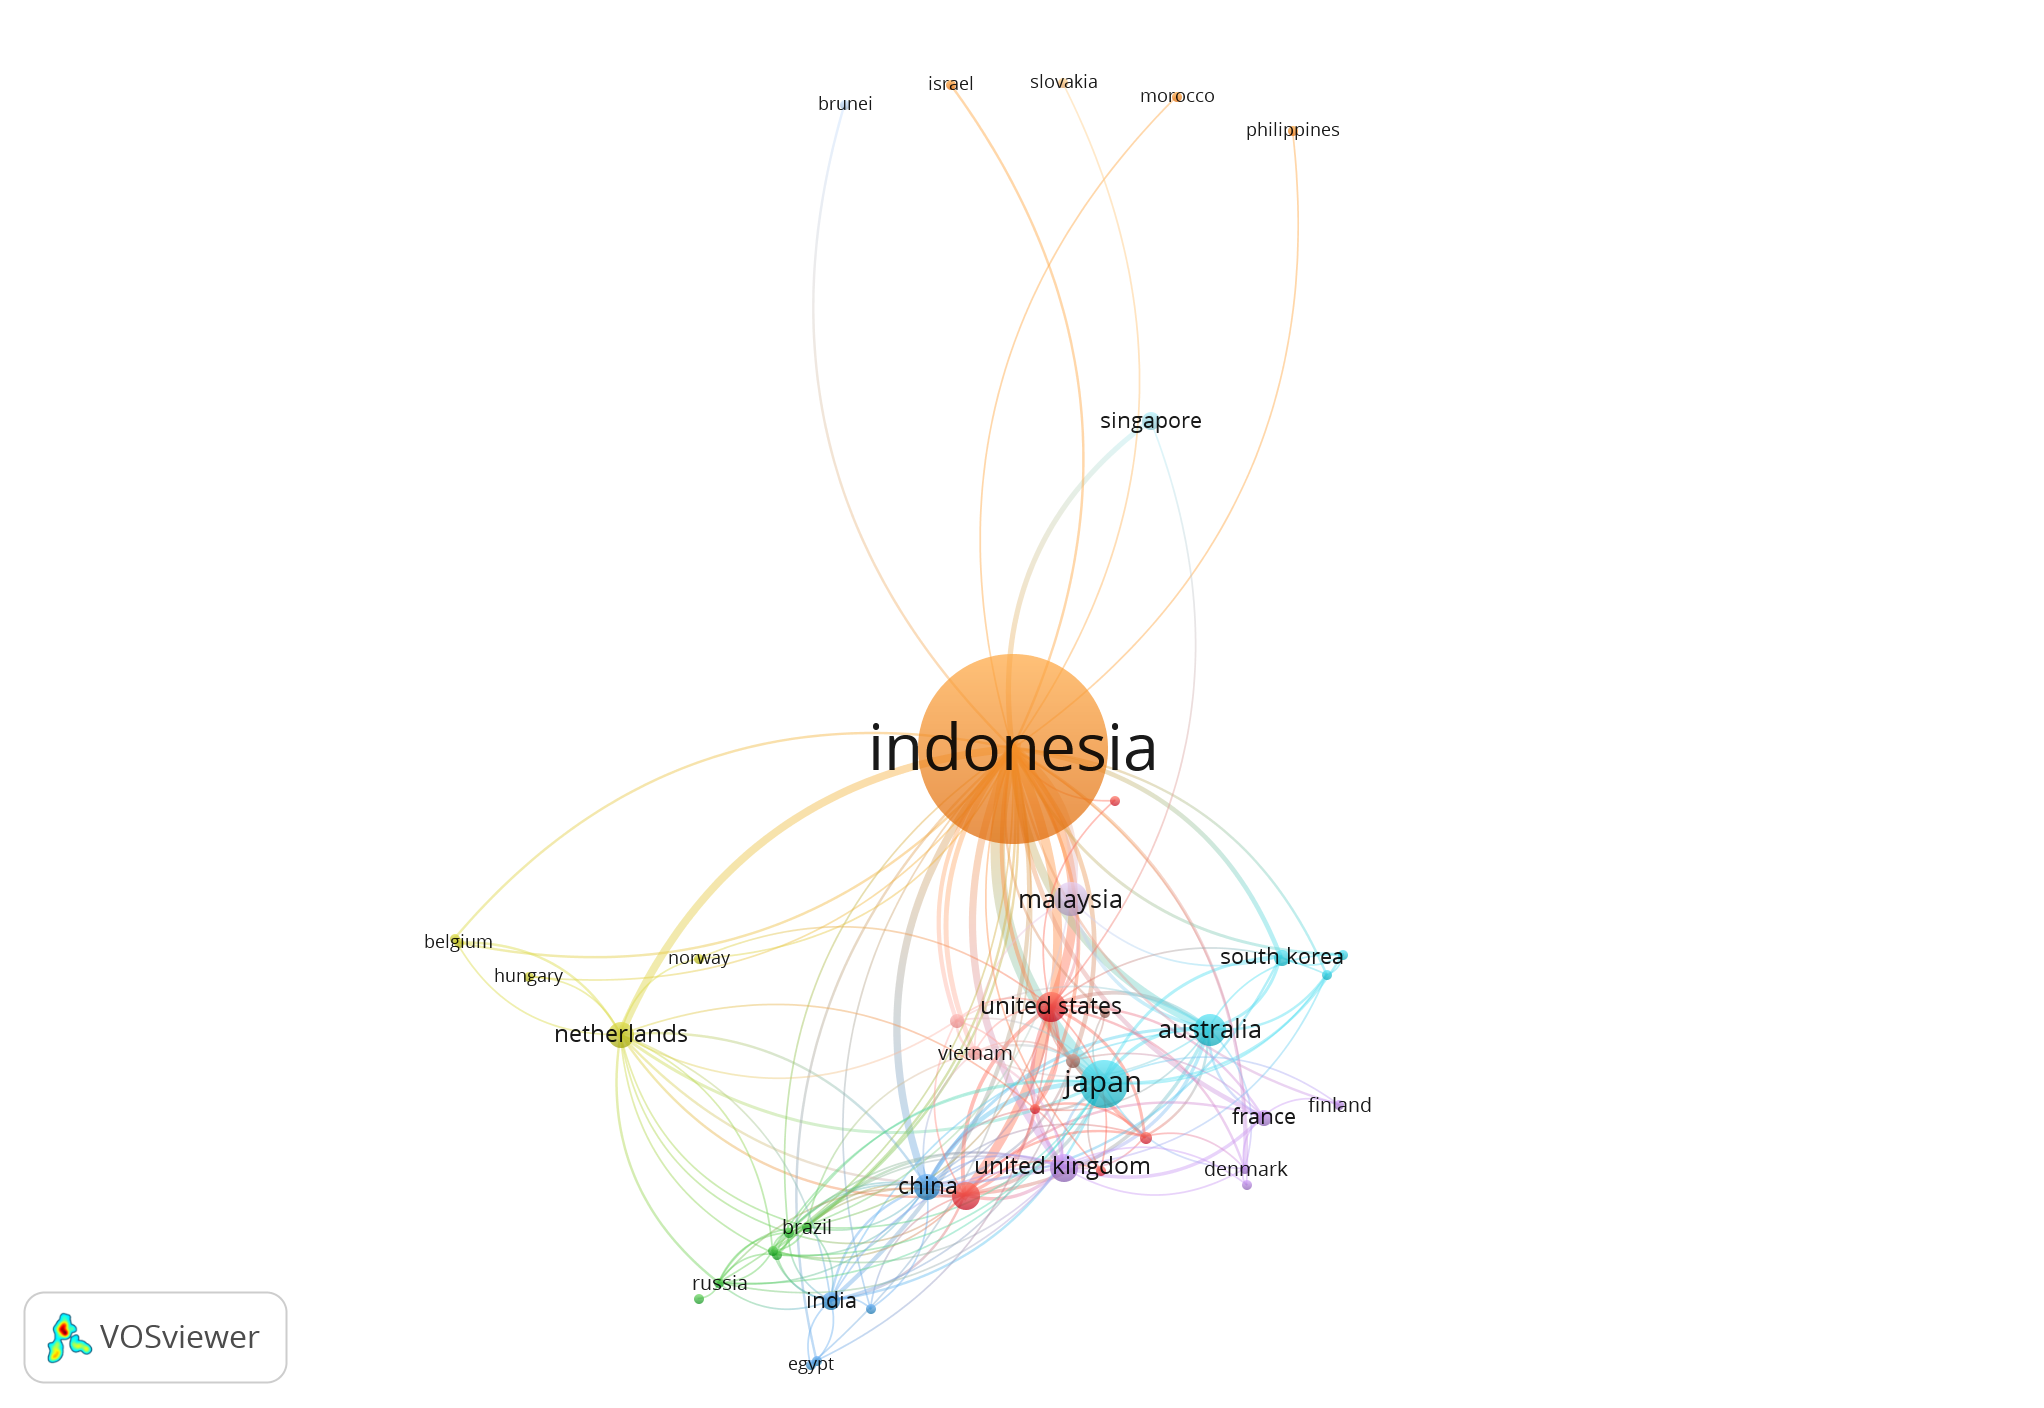 israel
slovakia
brunei
morocco
philippines
singapore
indonesia
malaysia
belgium
norway
south korea
hungary
united states
netherlands
australia
vietnam
japan
finland
france
united kingdom
denmark
china
brazil
russia
india
VOSviewer
egypt